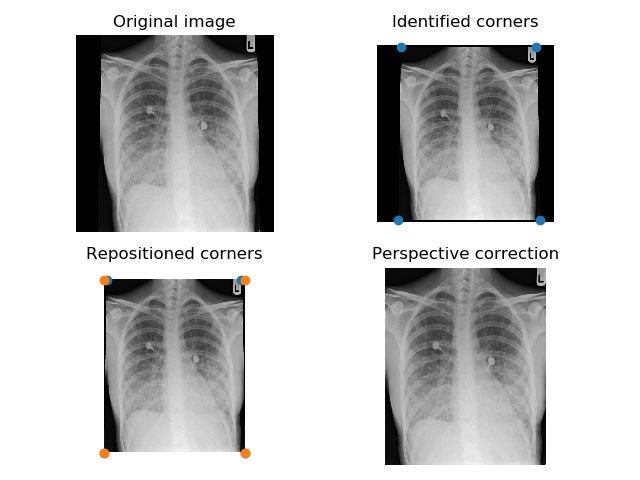 Original image
Identified corners
L
L
Repositioned corners
Perspective correction
L
L